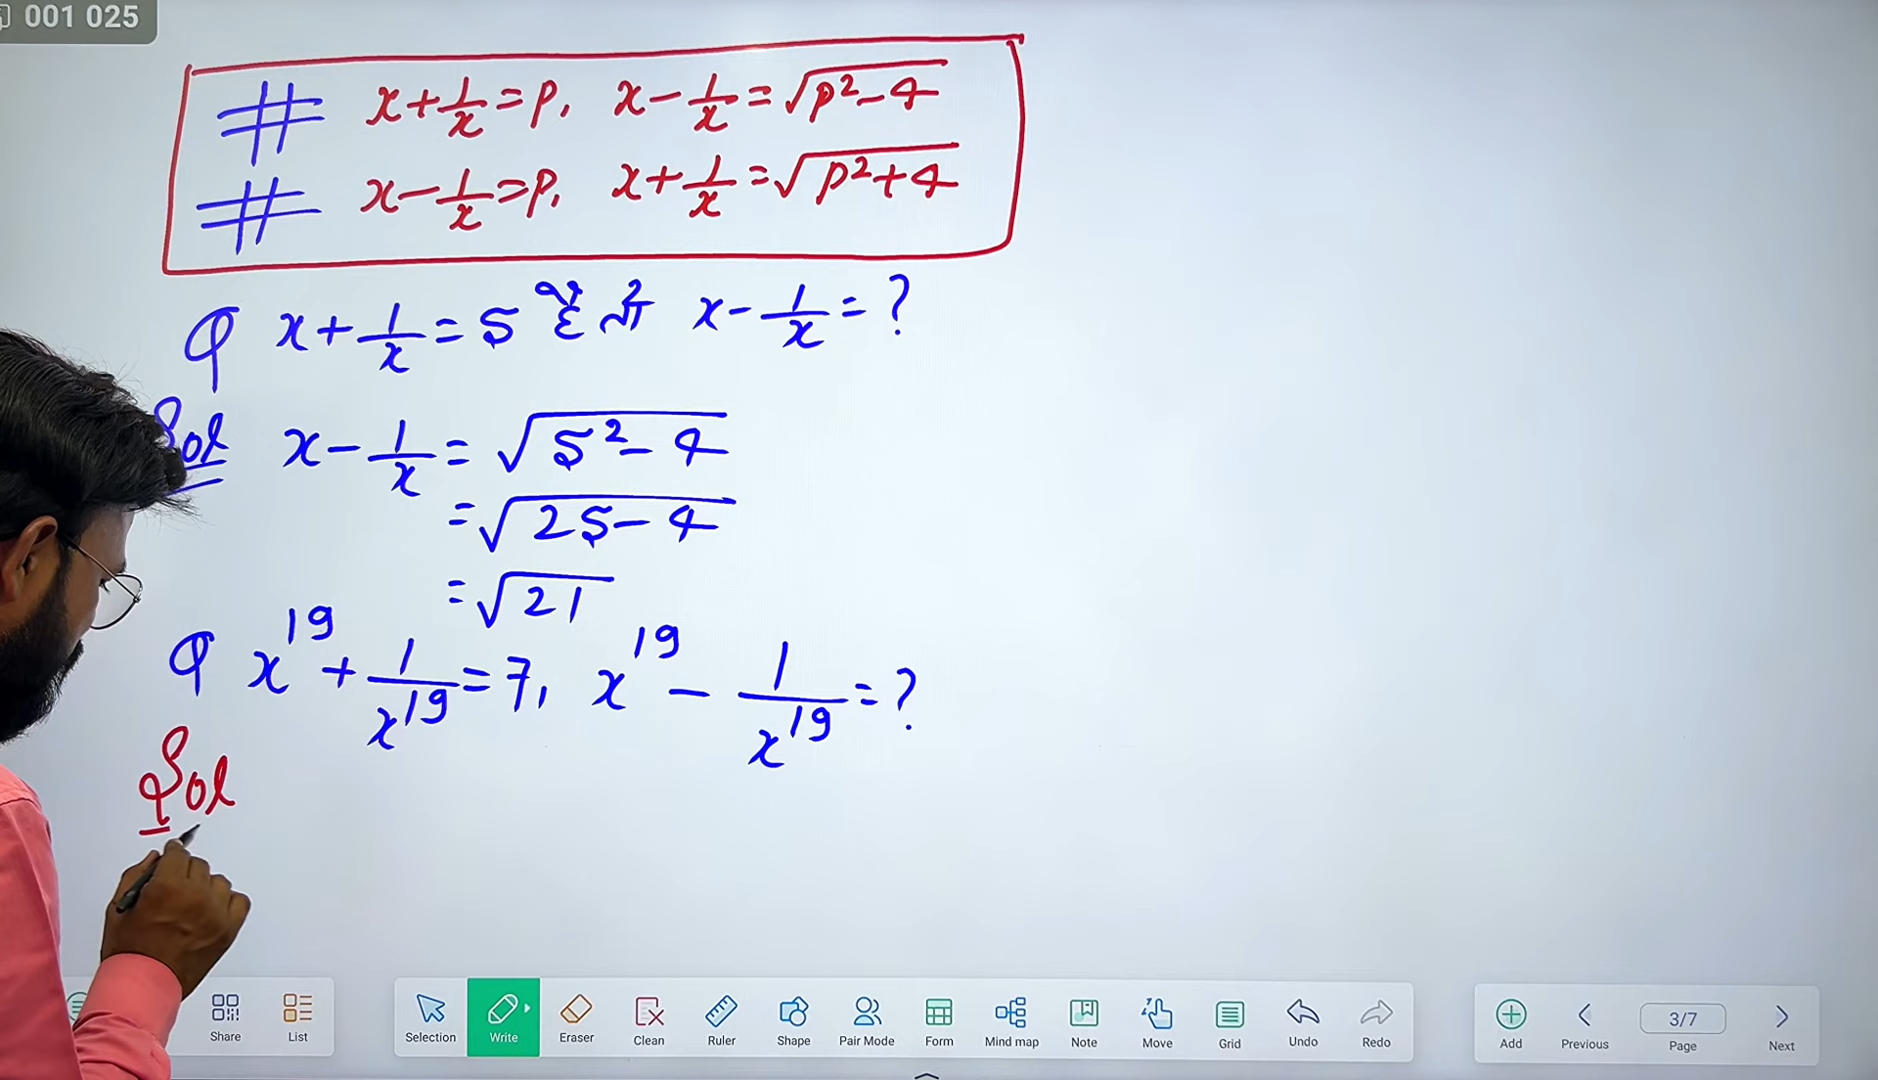 001 025
# x + 1/x = p, x - 1/x = √(p² - 4)
# x - 1/x = p, x + 1/x = √(p² + 4)
Q x + 1/x = 5 है तो x - 1/x = ?
Sol x - 1/x = √(5² - 4)
= √(25 - 4)
= √21
Q x¹⁹ + 1/x¹⁹ = 7, x¹⁹ - 1/x¹⁹ = ?
Sol
Share List Selection Write Eraser Clean Ruler Shape Pair Mode Form Mind map Note Move Grid Undo Redo Add Previous 3/7 Page Next